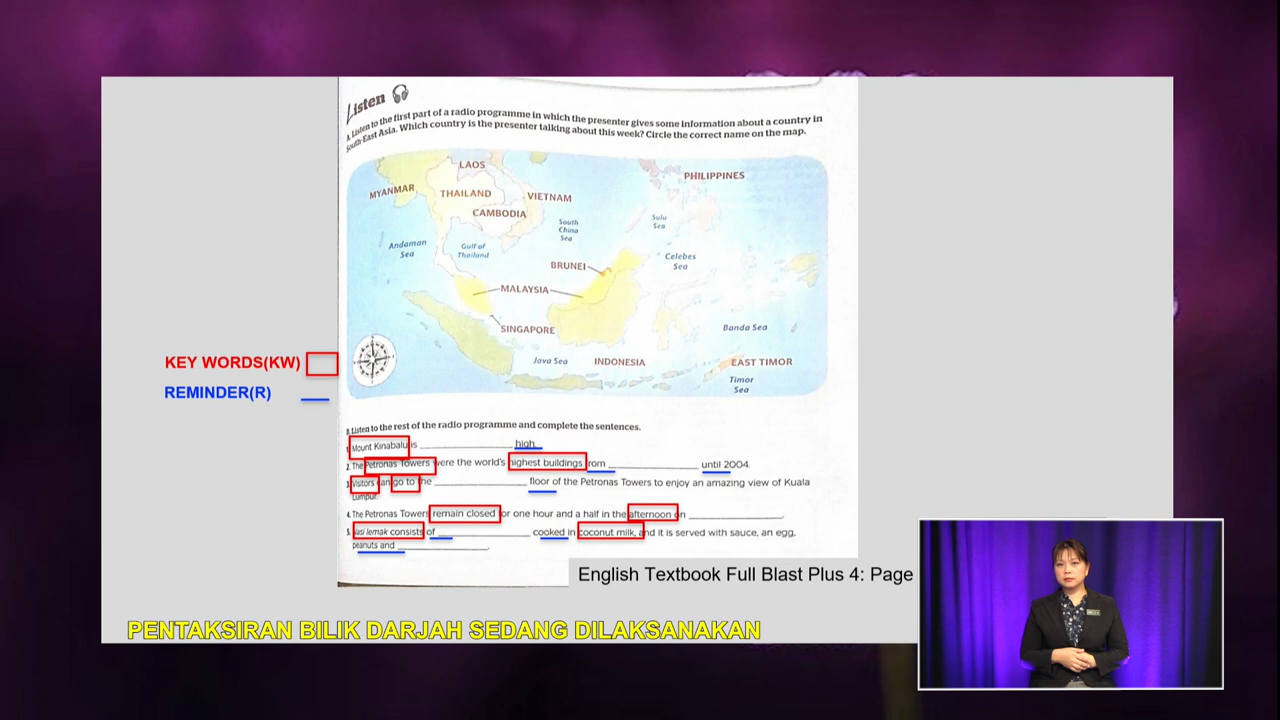 Listen
A. Listen to the first part of a radio programme in which the presenter gives some information about a country in
South-East Asia. Which country is the presenter talking about this week? Circle the correct name on the map.
LAOS
PHILIPPINES
MYANMAR
THAILAND
VIETNAM
CAMBODIA
South
China
Sea
Sulu
Sea
Andaman
Sea
Gulf of
Thailand
Celebes
Sea
BRUNEI
MALAYSIA
SINGAPORE
Banda Sea
Java Sea
INDONESIA
EAST TIMOR
Timor
Sea
KEY WORDS(KW)
REMINDER(R)
Listen to the rest of the radio programme and complete the sentences.
Mount Kinabalu is ______ high.
2. The Petronas Towers were the world's highest buildings from ______ until 2004.
Visitors can go to the ______ floor of the Petronas Towers to enjoy an amazing view of Kuala
Lumpur.
4. The Petronas Towers remain closed for one hour and a half in the afternoon on ______.
5. Nasi lemak consists of ______ cooked in coconut milk, and it is served with sauce, an egg,
peanuts and ______.
English Textbook Full Blast Plus 4: Page
PENTAKSIRAN BILIK DARJAH SEDANG DILAKSANAKAN